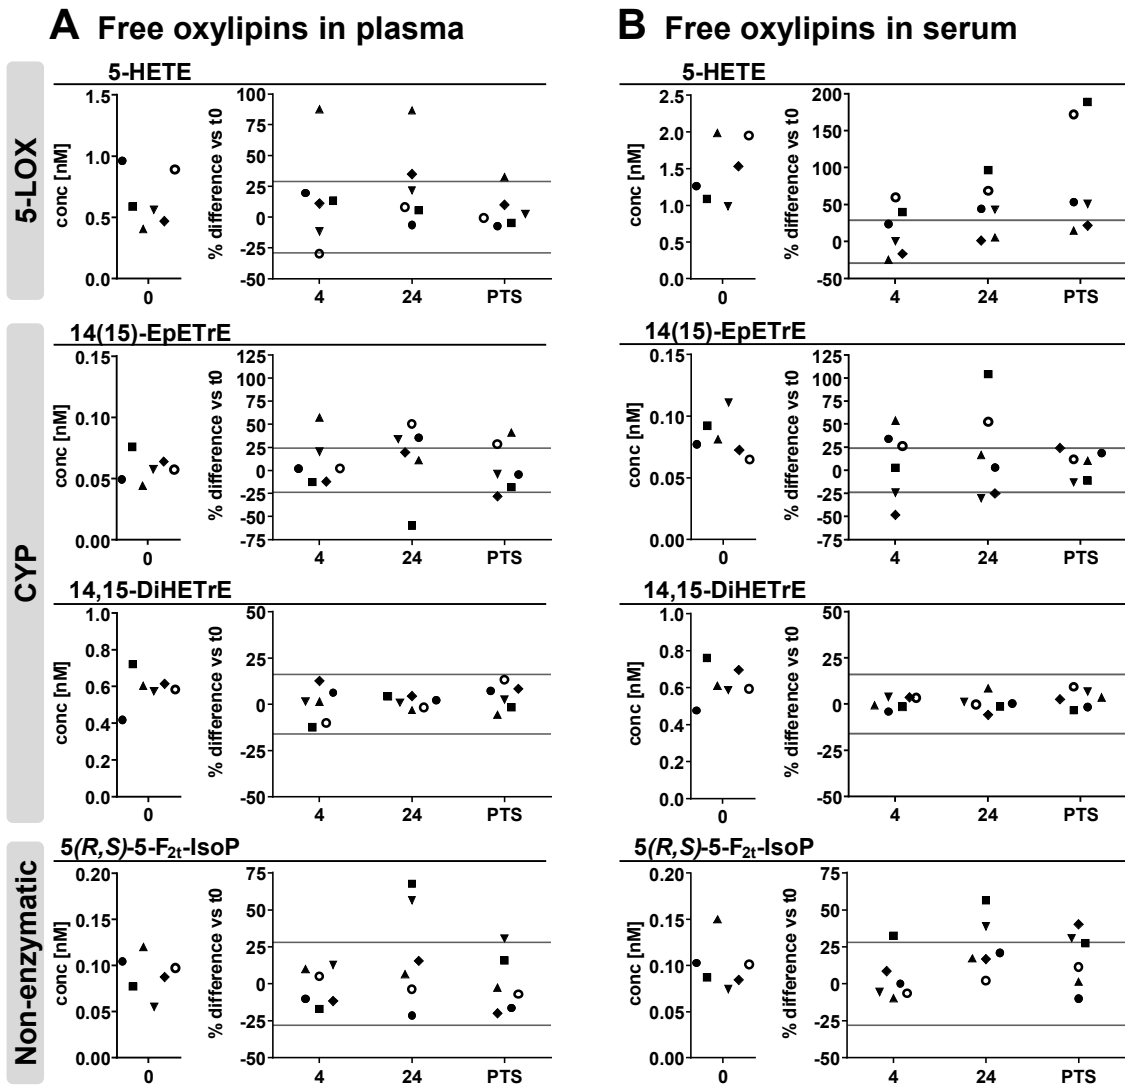 A Free oxylipins in plasma
B Free oxylipins in serum
5-LOX
5-HETE
conc [nM]
1.5
1.0
0.5
0.0
0
% difference vs t0
100
75
50
25
0
-25
-50
4 24 PTS
5-HETE
conc [nM]
2.5
2.0
1.5
1.0
0.5
0.0
0
% difference vs t0
200
150
100
50
0
-50
4 24 PTS
CYP
14(15)-EpETrE
conc [nM]
0.15
0.10
0.05
0.00
0
% difference vs t0
125
100
75
50
25
0
-25
-50
-75
4 24 PTS
14(15)-EpETrE
conc [nM]
0.15
0.10
0.05
0.00
0
% difference vs t0
125
100
75
50
25
0
-25
-50
-75
4 24 PTS
14,15-DiHETrE
conc [nM]
1.0
0.8
0.6
0.4
0.2
0.0
0
% difference vs t0
50
25
0
-25
-50
4 24 PTS
14,15-DiHETrE
conc [nM]
1.0
0.8
0.6
0.4
0.2
0.0
0
% difference vs t0
50
25
0
-25
-50
4 24 PTS
Non-enzymatic
5(R,S)-5-F2t-IsoP
conc [nM]
0.20
0.15
0.10
0.05
0.00
0
% difference vs t0
75
50
25
0
-25
-50
4 24 PTS
5(R,S)-5-F2t-IsoP
conc [nM]
0.20
0.15
0.10
0.05
0.00
0
% difference vs t0
75
50
25
0
-25
-50
4 24 PTS